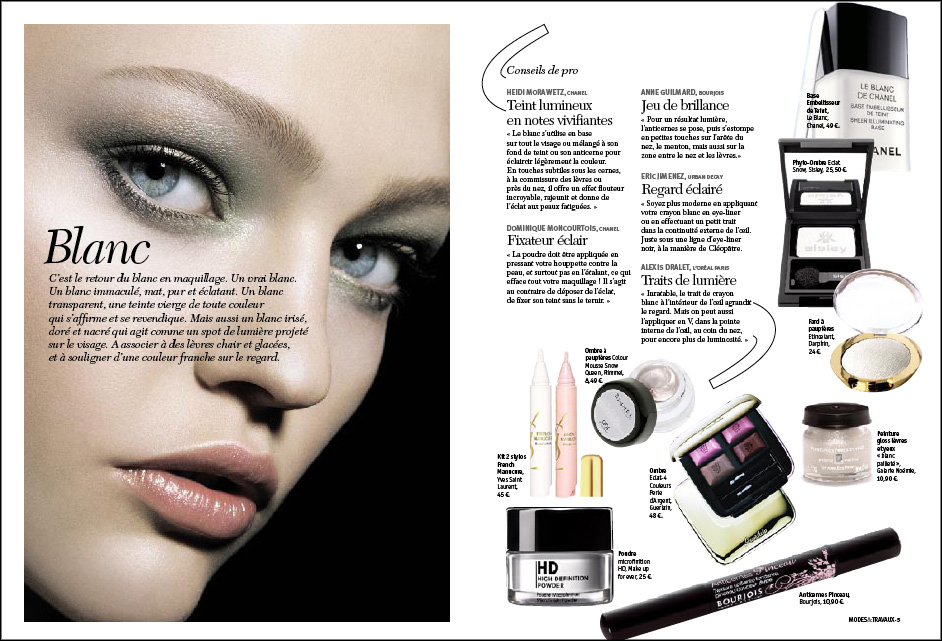 Blanc
C'est le retour du blanc en maquillage. Un vrai blanc.
Un blanc immaculé, mat, pur et éclatant. Un blanc
transparent, une teinte vierge de toute couleur
qui s'affirme et se revendique. Mais aussi un blanc irisé,
doré et nacré qui agit comme un spot de lumière projeté
sur le visage. A associer à des lèvres chair et glacées,
et à souligner d'une couleur franche sur le regard.
Conseils de pro
HEIDI MORAWETZ, CHANEL
Teint lumineux
en notes vivifiantes
« Le blanc s'utilise en base
sur tout le visage ou mélangé à son
fond de teint ou son anticerne pour
éclaircir légèrement la couleur.
En touches subtiles sous les cernes,
à la commissure des lèvres ou
près du nez, il offre un effet flouteur
incroyable, rajeunit et donne de
l'éclat aux peaux fatiguées. »
DOMINIQUE MONCOURTOIS, CHANEL
Fixateur éclair
« La poudre doit être appliquée en
pressant votre houppette contre la
peau, et surtout pas en l'étalant, ce qui
efface tout votre maquillage ! Il s'agit
au contraire de déposer de l'éclat,
de fixer son teint sans le ternir. »
ANNE GUILMARD, BOURJOIS
Jeu de brillance
« Pour un résultat lumière,
l'anticernes se pose, puis s'estompe
en petites touches sur l'arête du
nez, le menton, mais aussi sur la
zone entre le nez et les lèvres.»
ERIC JIMENEZ, URBAN DECAY
Regard éclairé
« Soyez plus moderne en appliquant
votre crayon blanc en eye-liner
ou en effectuant un petit trait
dans la continuité externe de l'œil.
Juste sous une ligne d'eye-liner
noir, à la manière de Cléopâtre.
ALEXIS DRALET, L'ORÉAL PARIS
Traits de lumière
« Inratable, le trait de crayon
blanc à l'intérieur de l'œil agrandit
le regard. Mais on peut aussi
l'appliquer en V, dans la pointe
interne de l'œil, au coin du nez,
pour encore plus de luminosité. »
Base
Embellisseur
de Teint,
Le Blanc,
Chanel, 49 €.
LE BLANC
DE CHANEL
BASE EMBELLISSEUR
DE TEINT
SHEER ILLUMINATING
BASE
ANEL
Phyto-Ombre Eclat
Snow, Sisley, 25,50 €.
sisley
Fard à
paupières
Etincelant,
Darphin,
24 €.
Ombre à
paupières Colour
Mousse Snow
Queen, Rimmel,
8,49 €.
Kit 2 stylos
French
Manucure,
Yves Saint
Laurent,
45 €.
Ombre
Eclat-4
Couleurs
Perle
d'Argent,
Guerlain,
48 €.
Peinture
gloss lèvres
et yeux
« blanc
pailleté »,
Galerie Noémie,
10,90 €.
HD
HIGH DEFINITION
POWDER
Poudre
microfinition
HD, Make up
for ever, 25 €.
Anticernes Pinceau
BOURJOIS
Anticernes Pinceau,
Bourjois, 10,90 €.
MODES&TRAVAUX-5